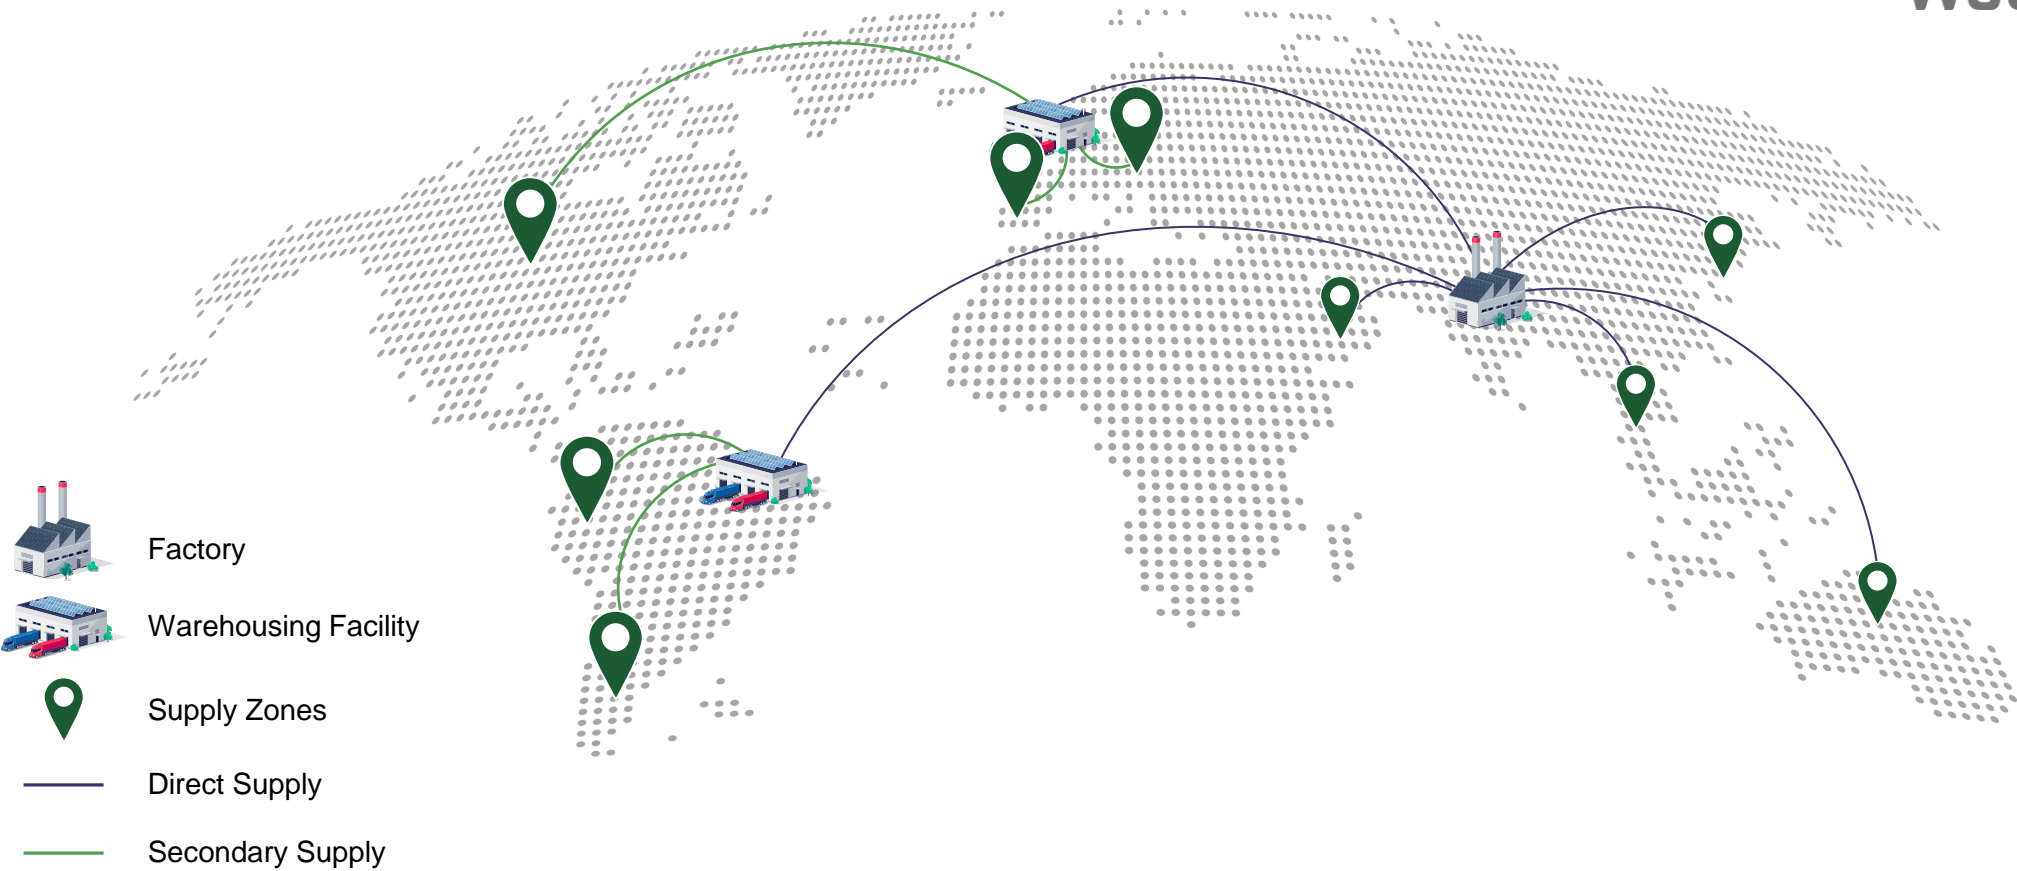 Factory
Warehousing Facility
Supply Zones
Direct Supply
Secondary Supply